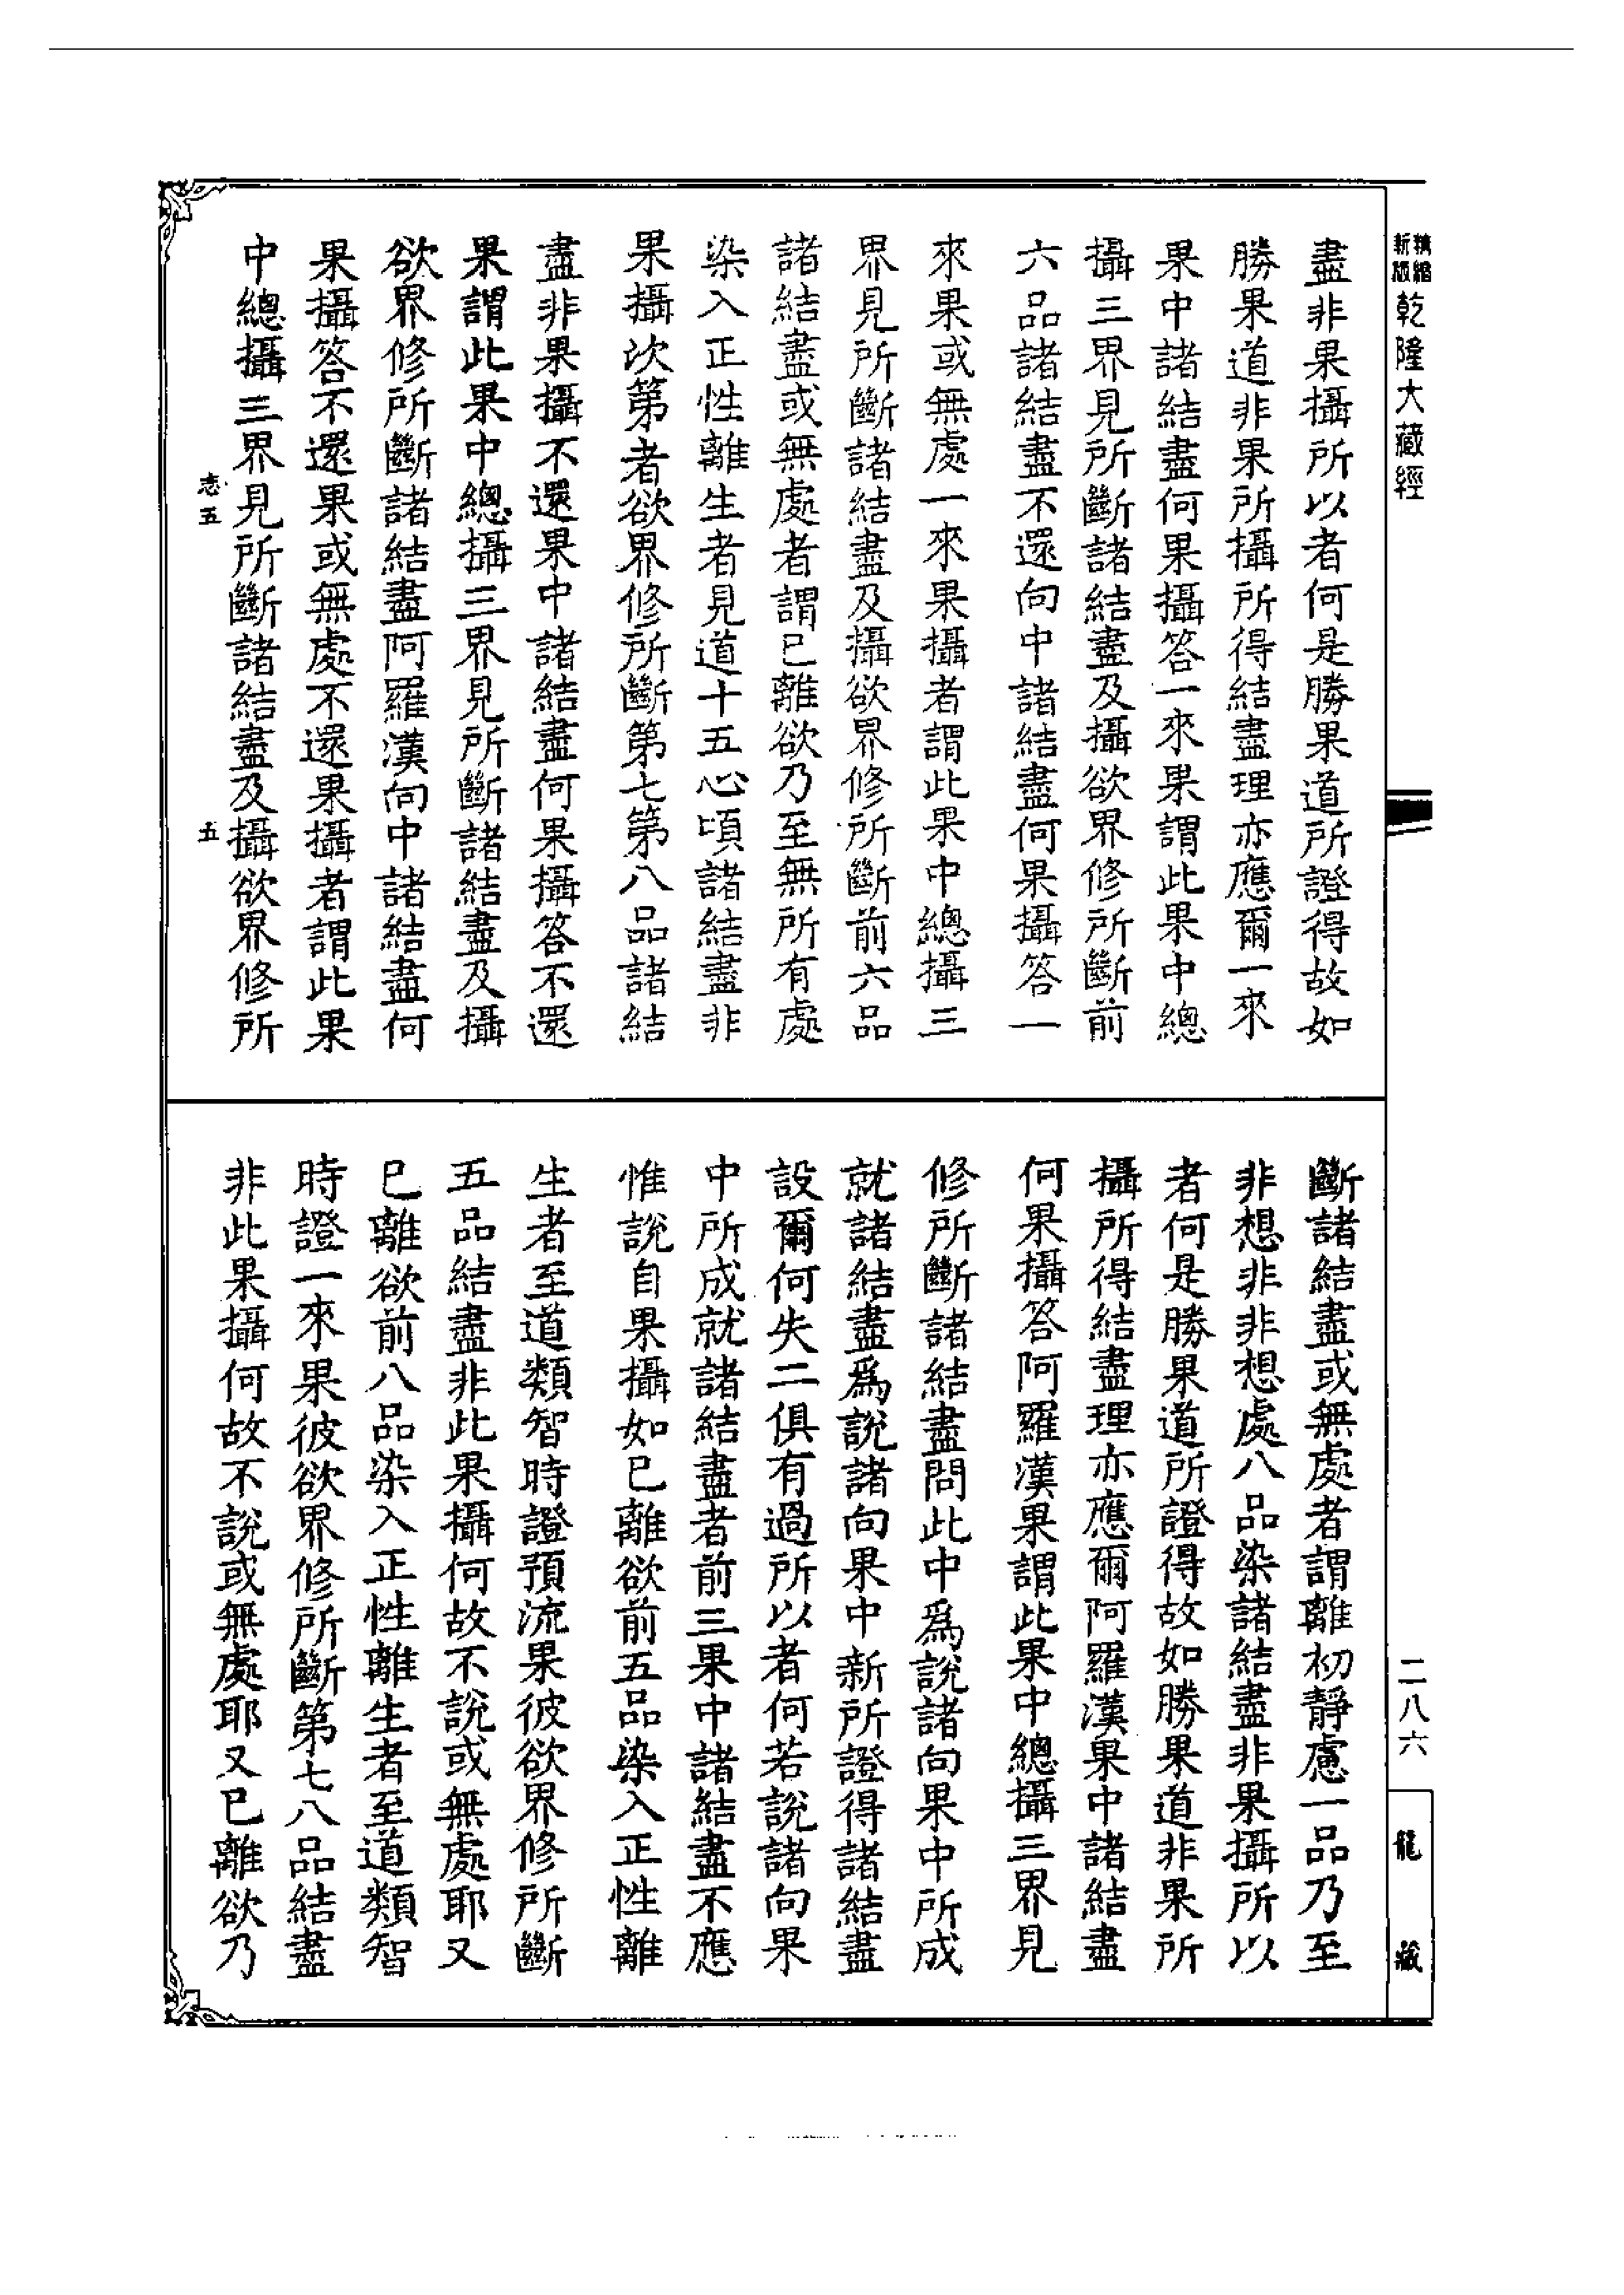 新編縮版乾隆大藏經
盡非果攝所以者何是勝果道所證得故如
勝果道非果所攝所得結盡理亦應爾一來
果中諸結盡何果攝答一來果謂此果中總
攝三界見所斷諸結盡及攝欲界修所斷前
六品諸結盡不還向中諸結盡何果攝答一
來果或無處一來果攝者謂此果中總攝三
界見所斷諸結盡及攝欲界修所斷前六品
諸結盡或無處者謂已離欲乃至無所有處
染入正性離生者見道十五心頃諸結盡非
果攝次第者欲界修所斷第七第八品諸結
盡非果攝不還果中諸結盡何果攝答不還
果謂此果中總攝三界見所斷諸結盡及攝
欲界修所斷諸結盡阿羅漢向中諸結盡何
果攝答不還果或無處不還果攝者謂此果
中總攝三界見所斷諸結盡及攝欲界修所
志五
五
斷諸結盡或無處者謂離初靜慮一品乃至
非想非非想處八品染諸結盡非果攝所以
者何是勝果道所證得故如勝果道非果所
攝所得結盡理亦應爾阿羅漢果中諸結盡
何果攝答阿羅漢果謂此果中總攝三界見
修所斷諸結盡問此中為說諸向果中所成
就諸結盡為說諸向果中新所證得諸結盡
設爾何失二俱有過所以者何若說諸向果
中所成就諸結盡者前三果中諸結盡不應
惟說自果攝如已離欲前五品染入正性離
生者至道類智時證預流果彼欲界修所斷
五品結盡非此果攝何故不說或無處耶又
已離欲前八品染入正性離生者至道類智
時證一來果彼欲界修所斷第七八品結盡
非此果攝何故不說或無處耶又已離欲乃
二八六
龍藏